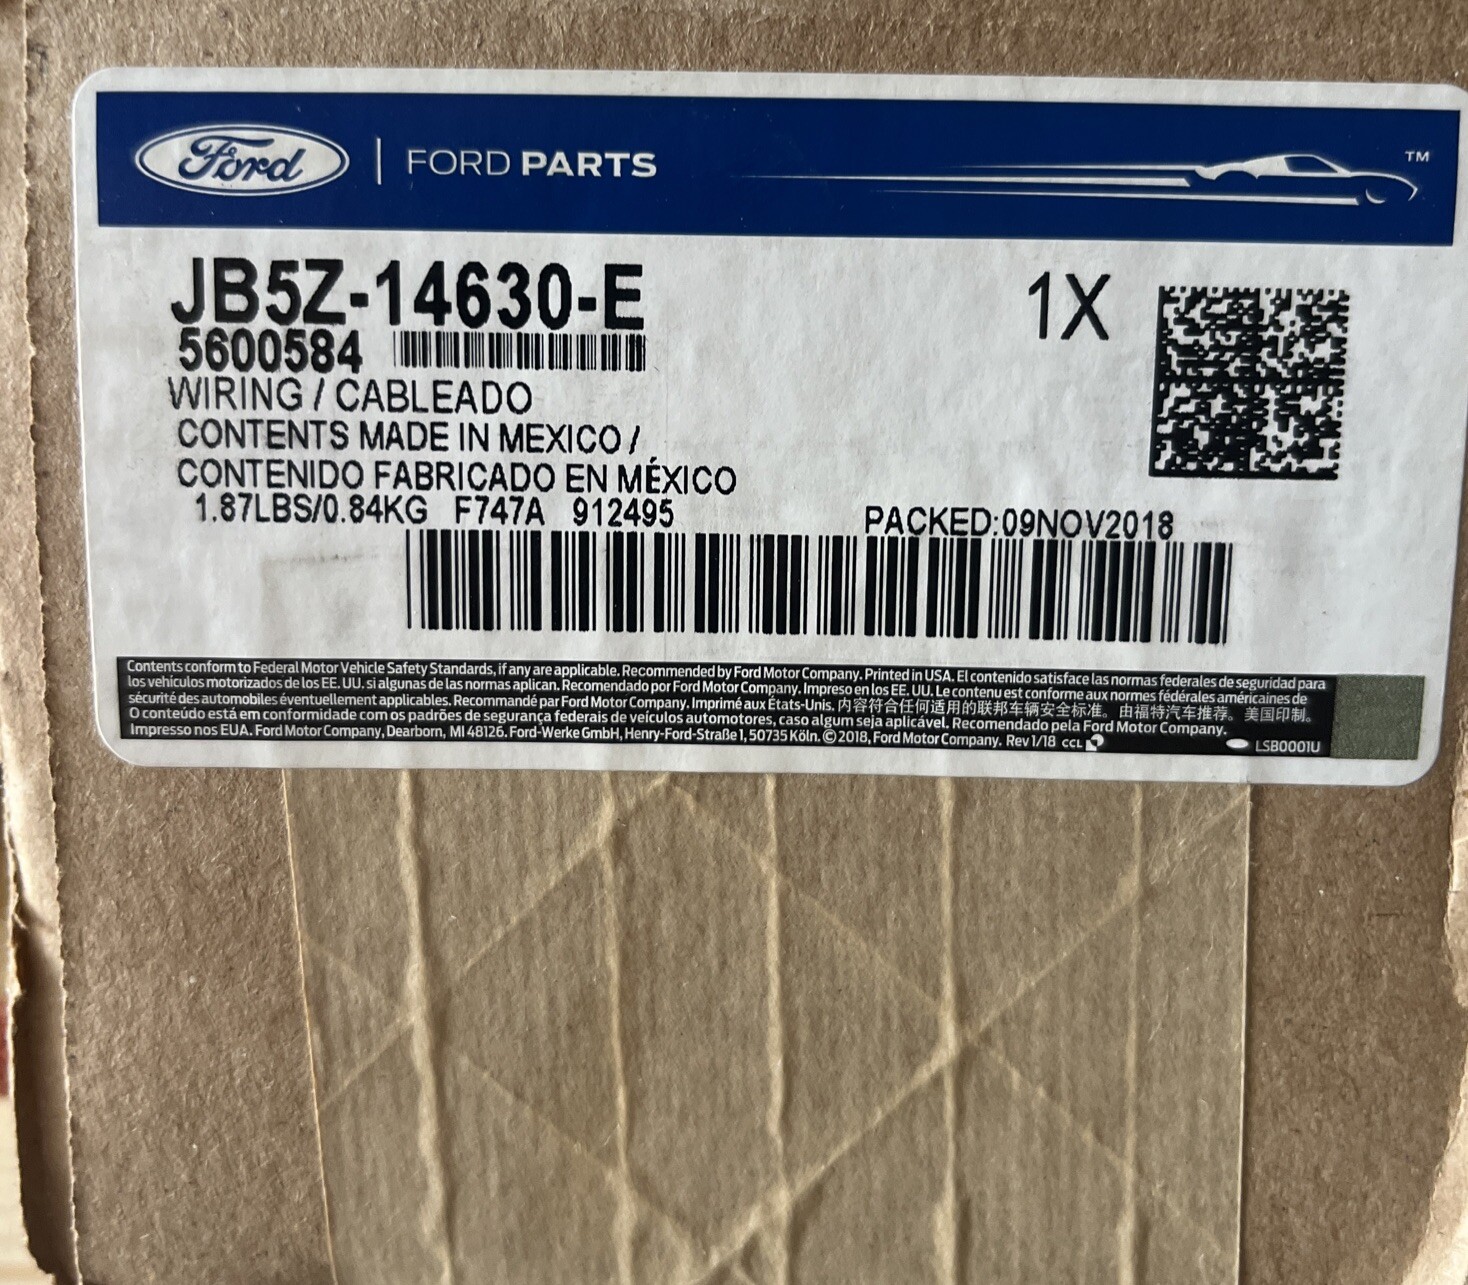 Ford | FORD PARTS
TM
JB5Z-14630-E 1X
5600584
WIRING / CABLEADO
CONTENTS MADE IN MEXICO /
CONTENIDO FABRICADO EN MÉXICO
1.87LBS/0.84KG F747A 912495 PACKED:09NOV2018
Contents conform to Federal Motor Vehicle Safety Standards, if any are applicable. Recommended by Ford Motor Company. Printed in USA. El contenido satisface las normas federales de seguridad para
los vehículos motorizados de los EE. UU. si algunas de las normas aplican. Recomendado por Ford Motor Company. Impreso en los EE. UU. Le contenu est conforme aux normes fédérales américaines de
sécurité des automobiles éventuellement applicables. Recommandé par Ford Motor Company. Imprimé aux États-Unis. 内容符合任何适用的联邦车辆安全标准。 由福特汽车推荐。 美国印制。
O conteúdo está em conformidade com os padrões de segurança federais de veículos automotores, caso algum seja aplicável. Recomendado pela Ford Motor Company.
Impresso nos EUA. Ford Motor Company, Dearborn, MI 48126. Ford-Werke GmbH, Henry-Ford-Straße 1, 50735 Köln. © 2018, Ford Motor Company. Rev 1/18 CCL LSB0001U